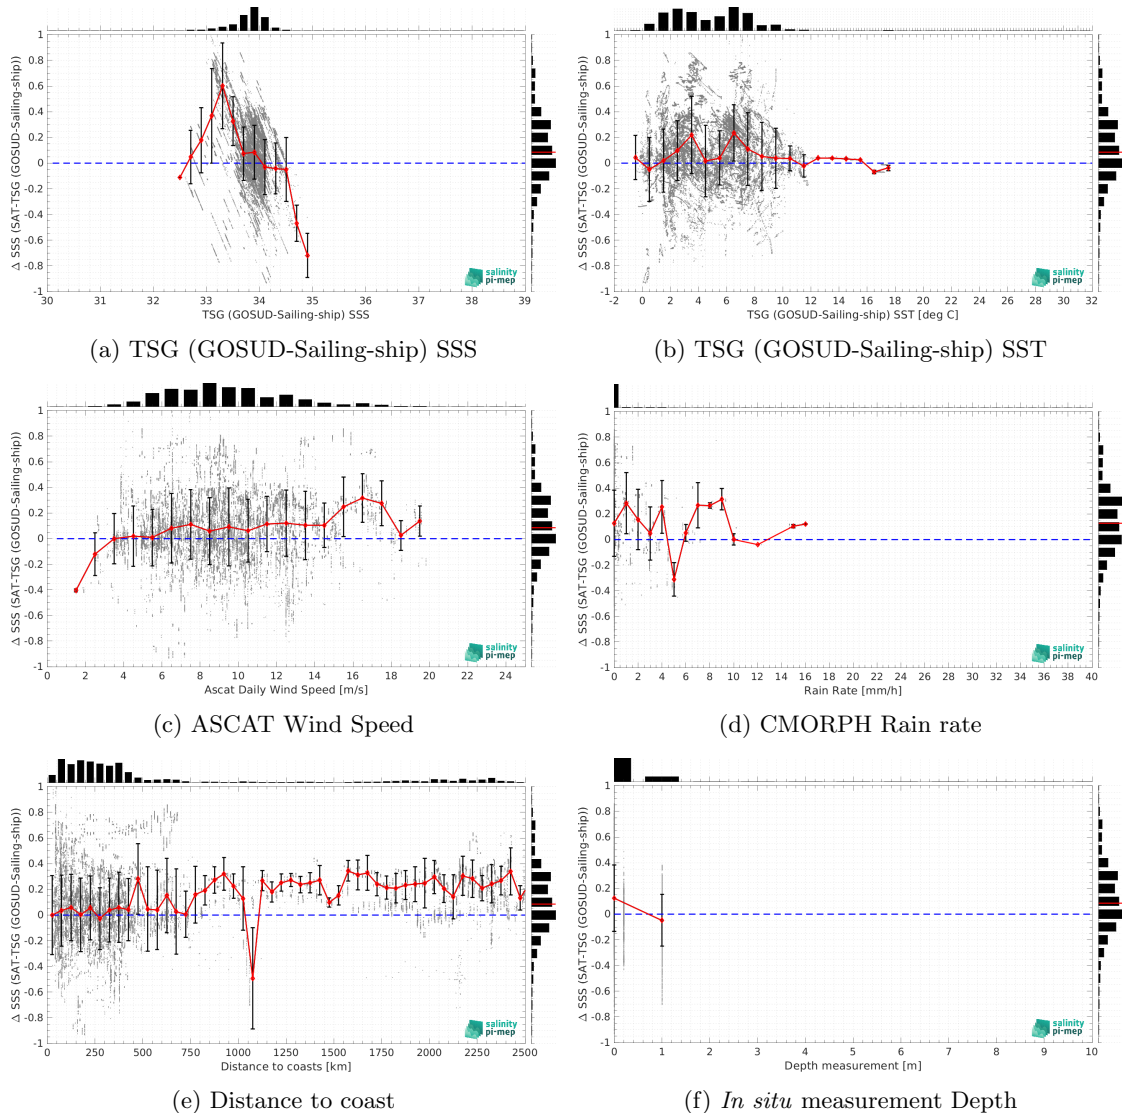 1
0.8
0.6
0.4
0.2
0
-0.2
-0.4
-0.6
-0.8
-1
Δ SSS (SAT-TSG (GOSUD-Sailing-ship))
30 31 32 33 34 35 36 37 38 39
TSG (GOSUD-Sailing-ship) SSS
salinity
pi-mep
(a) TSG (GOSUD-Sailing-ship) SSS
1
0.8
0.6
0.4
0.2
0
-0.2
-0.4
-0.6
-0.8
-1
Δ SSS (SAT-TSG (GOSUD-Sailing-ship))
-2 0 2 4 6 8 10 12 14 16 18 20 22 24 26 28 30 32
TSG (GOSUD-Sailing-ship) SST [deg C]
salinity
pi-mep
(b) TSG (GOSUD-Sailing-ship) SST
1
0.8
0.6
0.4
0.2
0
-0.2
-0.4
-0.6
-0.8
-1
Δ SSS (SAT-TSG (GOSUD-Sailing-ship))
0 2 4 6 8 10 12 14 16 18 20 22 24
Ascat Daily Wind Speed [m/s]
salinity
pi-mep
(c) ASCAT Wind Speed
1
0.8
0.6
0.4
0.2
0
-0.2
-0.4
-0.6
-0.8
-1
Δ SSS (SAT-TSG (GOSUD-Sailing-ship))
0 2 4 6 8 10 12 14 16 18 20 22 24 26 28 30 32 34 36 38 40
Rain Rate [mm/h]
salinity
pi-mep
(d) CMORPH Rain rate
1
0.8
0.6
0.4
0.2
0
-0.2
-0.4
-0.6
-0.8
-1
Δ SSS (SAT-TSG (GOSUD-Sailing-ship))
0 250 500 750 1000 1250 1500 1750 2000 2250 2500
Distance to coasts [km]
salinity
pi-mep
(e) Distance to coast
1
0.8
0.6
0.4
0.2
0
-0.2
-0.4
-0.6
-0.8
-1
Δ SSS (SAT-TSG (GOSUD-Sailing-ship))
0 1 2 3 4 5 6 7 8 9 10
Depth measurement [m]
salinity
pi-mep
(f) In situ measurement Depth